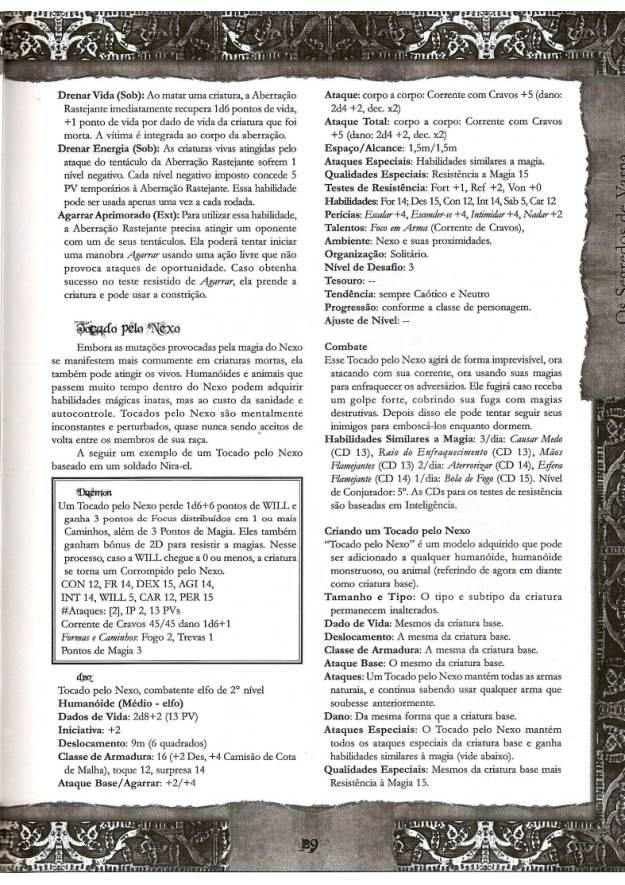 Drenar Vida (Sob): Ao matar uma criatura, a Aberração
Rastejante imediatamente recupera 1d6 pontos de vida,
+1 ponto de vida por dado de vida da criatura que foi
morta. A vítima é integrada ao corpo da aberração.
Drenar Energia (Sob): As criaturas vivas atingidas pelo
ataque do tentáculo da Aberração Rastejante sofrem 1
nível negativo. Cada nível negativo imposto concede 5
PV temporários à Aberração Rastejante. Essa habilidade
pode ser usada apenas uma vez a cada rodada.
Agarrar Aprimorado (Ext): Para utilizar essa habilidade,
a Aberração Rastejante precisa atingir um oponente
com um de seus tentáculos. Ela poderá tentar iniciar
uma manobra Agarrar usando uma ação livre que não
provoca ataques de oportunidade. Caso obtenha
sucesso no teste resistido de Agarrar, ela prende a
criatura e pode usar a constrição.
Tocado pelo Nexo
Embora as mutações provocadas pela magia do Nexo
se manifestem mais comumente em criaturas mortas, ela
também pode atingir os vivos. Humanóides e animais que
passem muito tempo dentro do Nexo podem adquirir
habilidades mágicas inatas, mas ao custo da sanidade e
autocontrole. Tocados pelo Nexo são mentalmente
inconstantes e perturbados, quase nunca sendo aceitos de
volta entre os membros de sua raça.
A seguir um exemplo de um Tocado pelo Nexo
baseado em um soldado Nira-el.
Daemon
Um Tocado pelo Nexo perde 1d6+6 pontos de WILL e
ganha 3 pontos de Focus distribuídos em 1 ou mais
Caminhos, além de 3 Pontos de Magia. Eles também
ganham bônus de 2D para resistir a magias. Nesse
processo, caso a WILL chegue a 0 ou menos, a criatura
se torna um Corrompido pelo Nexo.
CON 12, FR 14, DEX 15, AGI 14,
INT 14, WILL 5, CAR 12, PER 15
#Ataques: [2], IP 2, 13 PVs
Corrente de Cravos 45/45 dano 1d6+1
Formas e Caminhos: Fogo 2, Trevas 1
Pontos de Magia 3
d20
Tocado pelo Nexo, combatente elfo de 2° nível
Humanóide (Médio - elfo)
Dados de Vida: 2d8+2 (13 PV)
Iniciativa: +2
Deslocamento: 9m (6 quadrados)
Classe de Armadura: 16 (+2 Des, +4 Camisão de Cota
de Malha), toque 12, surpresa 14
Ataque Base/Agarrar: +2/+4
Ataque: corpo a corpo: Corrente com Cravos +5 (dano:
2d4 +2, dec. x2)
Ataque Total: corpo a corpo: Corrente com Cravos
+5 (dano: 2d4 +2, dec. x2)
Espaço/Alcance: 1,5m/1,5m
Ataques Especiais: Habilidades similares a magia.
Qualidades Especiais: Resistência a Magia 15
Testes de Resistência: Fort +1, Ref +2, Von +0
Habilidades: For 14; Des 15, Con 12, Int 14, Sab 5, Car 12
Perícias: Escalar +4, Esconder-se +4, Intimidar +4, Nadar +2
Talentos: Foco em Arma (Corrente de Cravos),
Ambiente: Nexo e suas proximidades.
Organização: Solitário.
Nível de Desafio: 3
Tesouro: --
Tendência: sempre Caótico e Neutro
Progressão: conforme a classe de personagem.
Ajuste de Nível: --
Combate
Esse Tocado pelo Nexo agirá de forma imprevisível, ora
atacando com sua corrente, ora usando suas magias
para enfraquecer os adversários. Ele fugirá caso receba
um golpe forte, cobrindo sua fuga com magias
destrutivas. Depois disso ele pode tentar seguir seus
inimigos para emboscá-los enquanto dormem.
Habilidades Similares a Magia: 3/dia: Causar Medo
(CD 13), Raio do Enfraquecimento (CD 13), Mãos
Flamejantes (CD 13) 2/dia: Aterrorizar (CD 14), Esfera
Flamejante (CD 14) 1/dia: Bola de Fogo (CD 15). Nível
de Conjurador: 5°. As CDs para os testes de resistência
são baseadas em Inteligência.
Criando um Tocado pelo Nexo
"Tocado pelo Nexo" é um modelo adquirido que pode
ser adicionado a qualquer humanóide, humanóide
monstruoso, ou animal (referido de agora em diante
como criatura base).
Tamanho e Tipo: O tipo e subtipo da criatura
permanecem inalterados.
Dado de Vida: Mesmos da criatura base.
Deslocamento: A mesma da criatura base.
Classe de Armadura: A mesma da criatura base.
Ataque Base: O mesmo da criatura base.
Ataques: Um Tocado pelo Nexo mantém todas as armas
naturais, e continua sabendo usar qualquer arma que
soubesse anteriormente.
Dano: Da mesma forma que a criatura base.
Ataques Especiais: O Tocado pelo Nexo mantém
todos os ataques especiais da criatura base e ganha
habilidades similares à magia (vide abaixo).
Qualidades Especiais: Mesmos da criatura base mais
Resistência à Magia 15.
Os Segredos de Varna
29